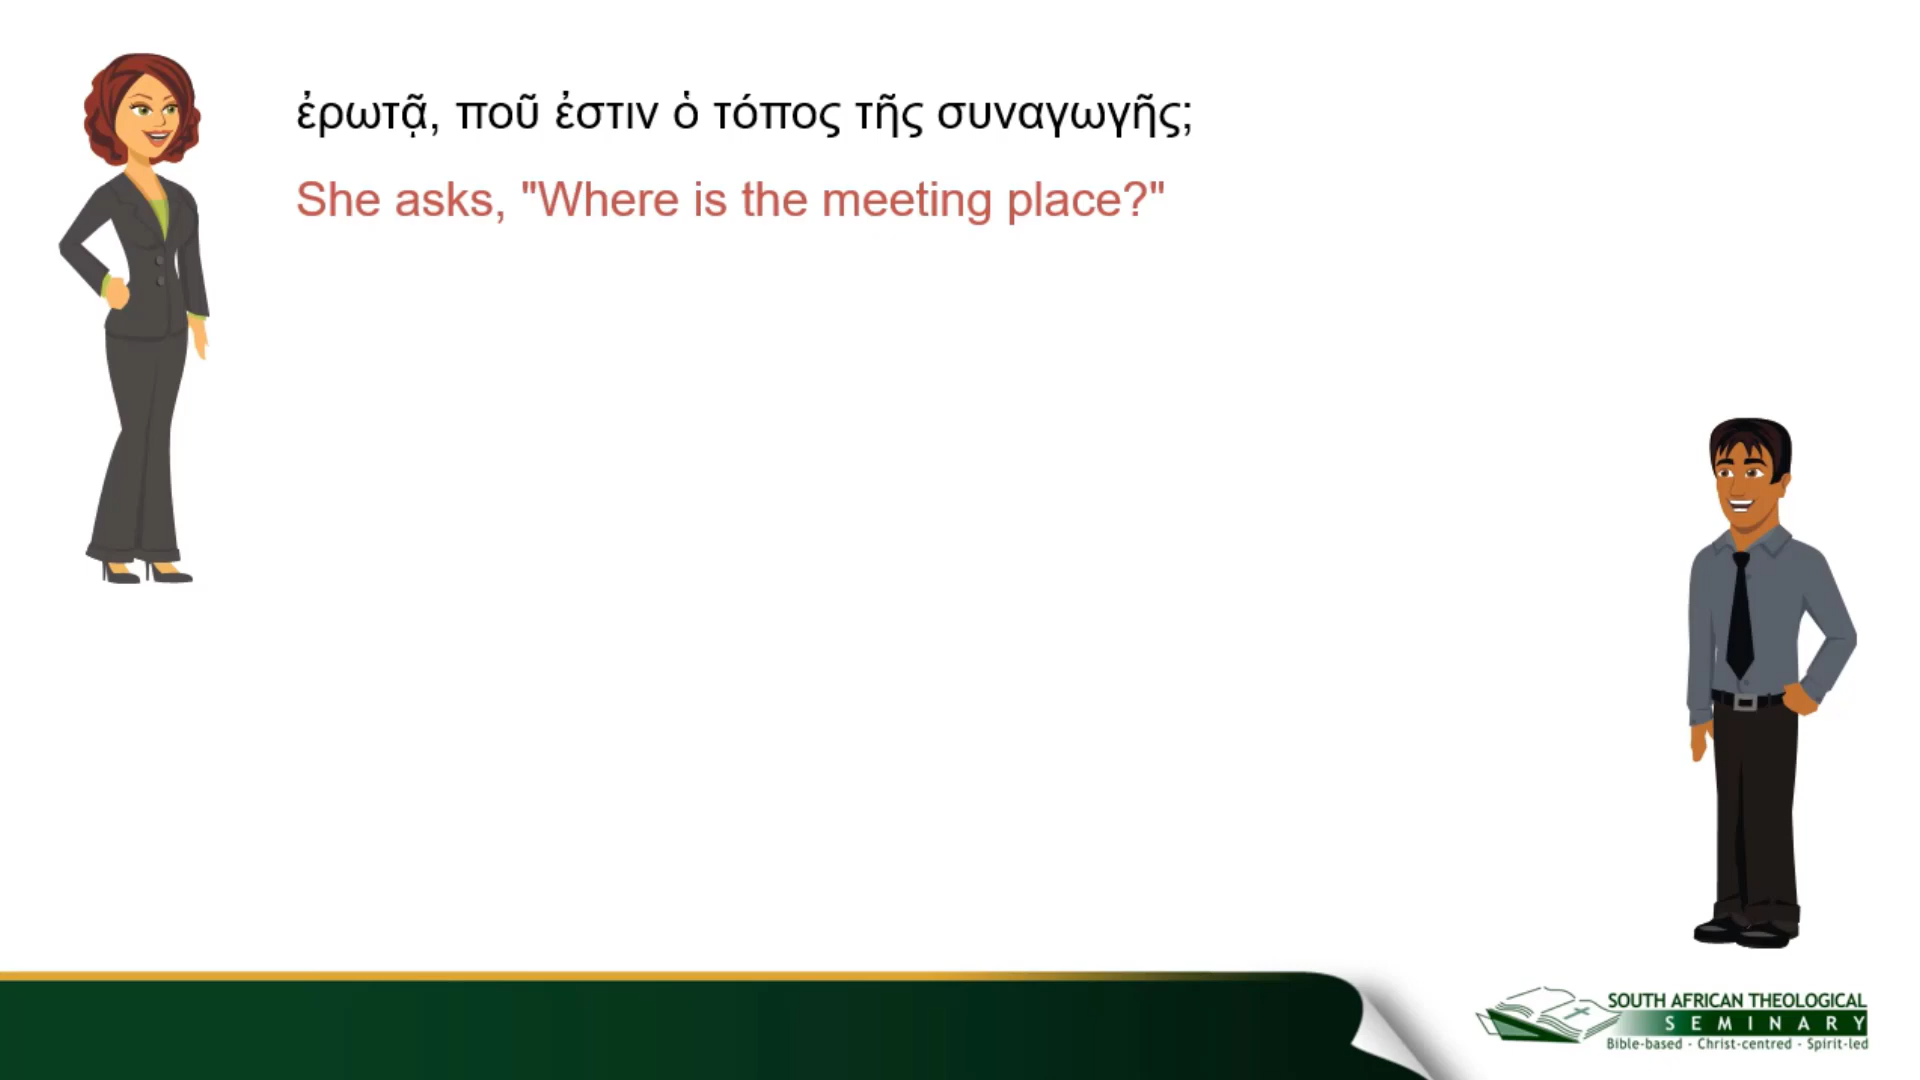 ἐρωτᾷ, ποῦ ἐστιν ὁ τόπος τῆς συναγωγῆς;
She asks, "Where is the meeting place?"
SOUTH AFRICAN THEOLOGICAL
SEMINARY
Bible-based - Christ-centred - Spirit-led